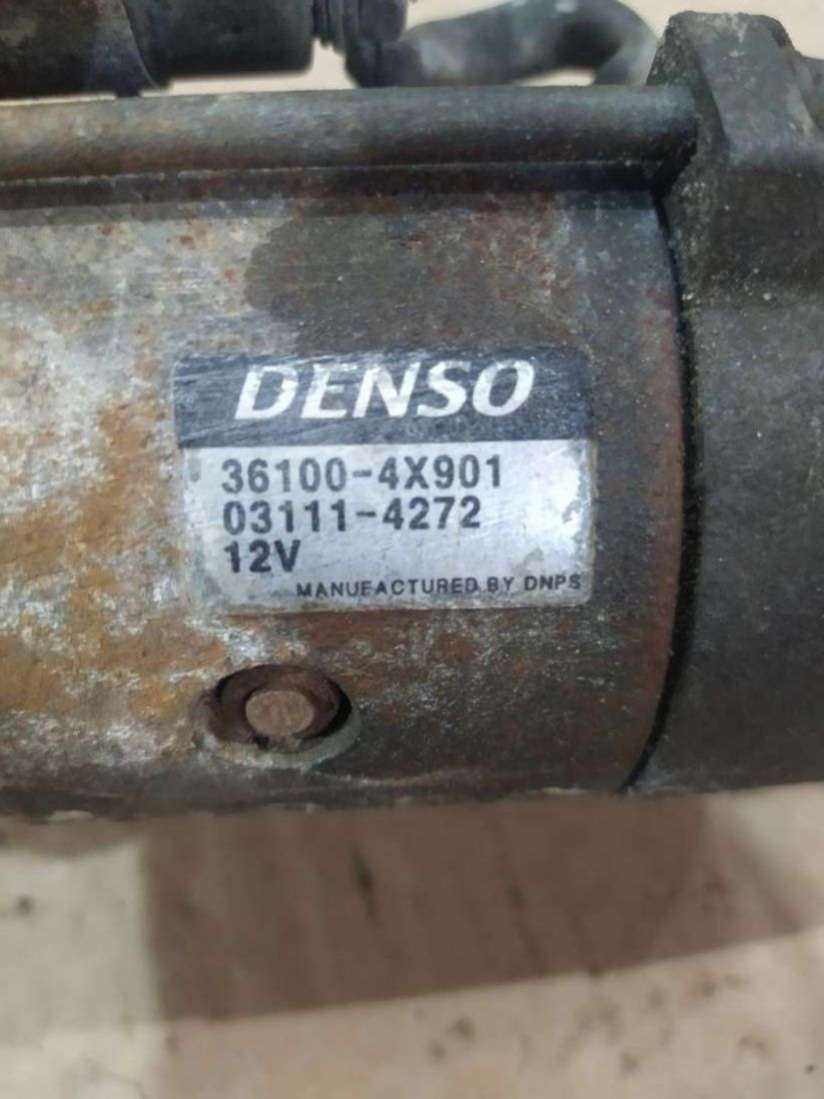 DENSO
36100-4X901
03111-4272
12V
MANUFACTURED BY DNPS